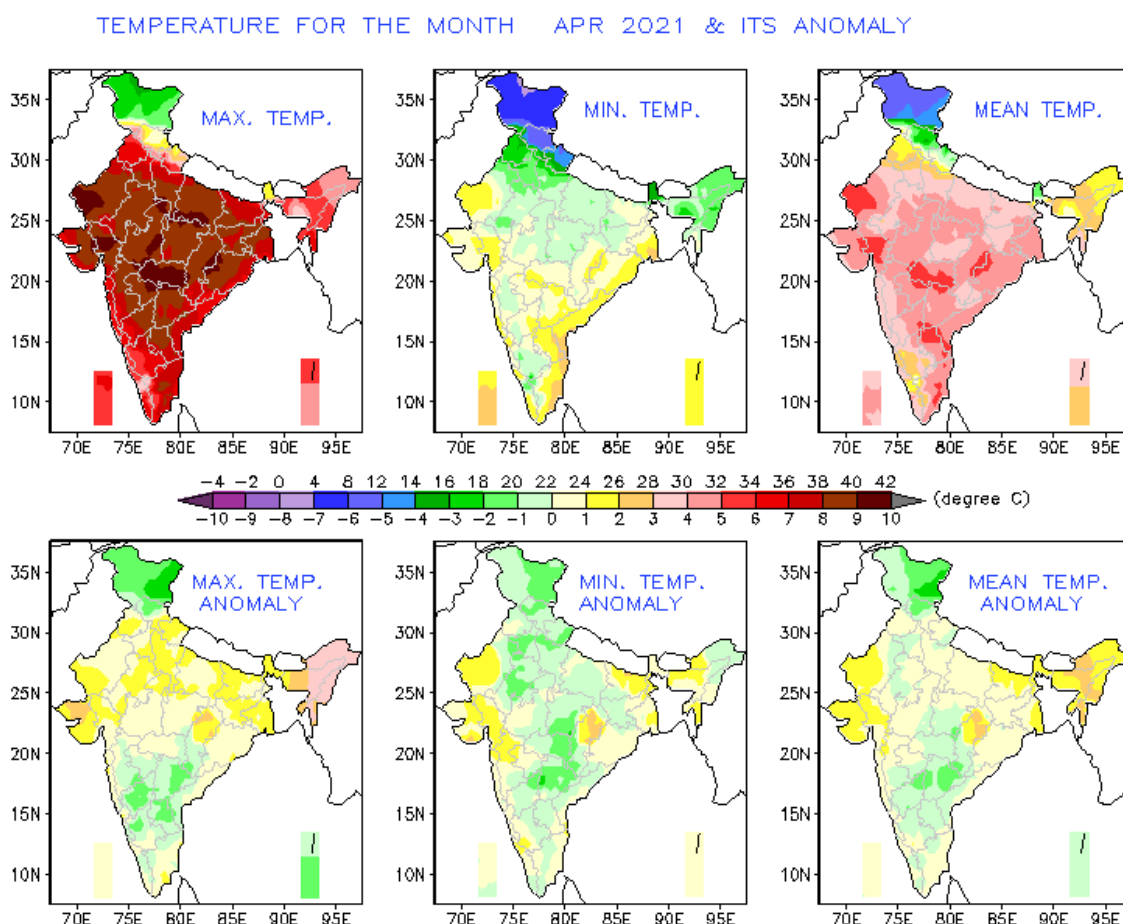 TEMPERATURE FOR THE MONTH APR 2021 & ITS ANOMALY
MAX. TEMP.
35N
30N
25N
20N
15N
10N
70E 75E 80E 85E 90E 95E
MIN. TEMP.
35N
30N
25N
20N
15N
10N
70E 75E 80E 85E 90E 95E
MEAN TEMP.
35N
30N
25N
20N
15N
10N
70E 75E 80E 85E 90E 95E
−4 −2 0 4 8 12 14 16 18 20 22 24 26 28 30 32 34 36 38 40 42
(degree C)
−10 −9 −8 −7 −6 −5 −4 −3 −2 −1 0 1 2 3 4 5 6 7 8 9 10
MAX. TEMP.
ANOMALY
35N
30N
25N
20N
15N
10N
70E 75E 80E 85E 90E 95E
MIN. TEMP.
ANOMALY
35N
30N
25N
20N
15N
10N
70E 75E 80E 85E 90E 95E
MEAN TEMP.
ANOMALY
35N
30N
25N
20N
15N
10N
70E 75E 80E 85E 90E 95E